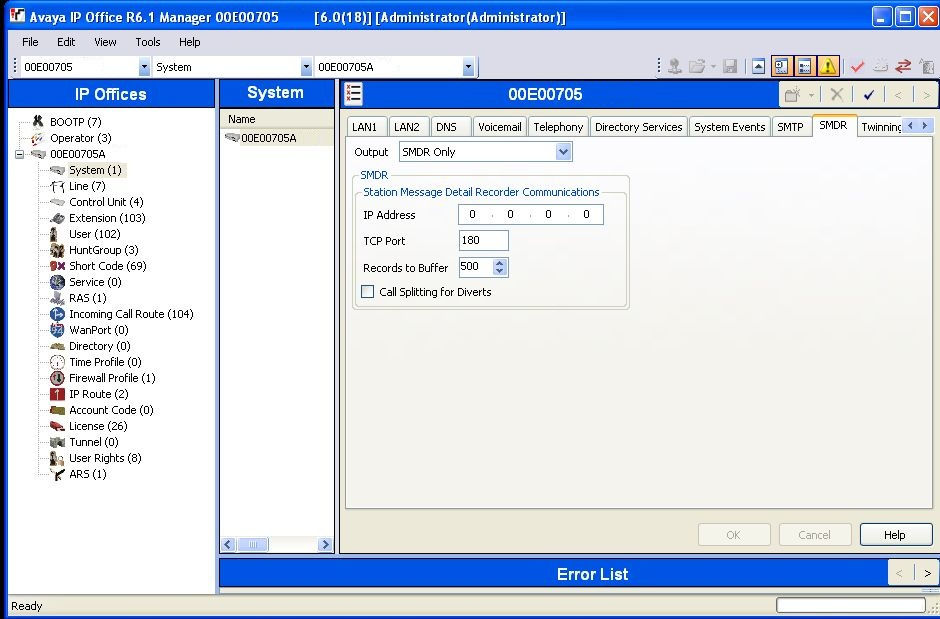 Avaya IP Office R6.1 Manager 00E00705 [6.0(18)] [Administrator(Administrator)]
File Edit View Tools Help
00E00705 System 00E00705A
IP Offices
BOOTP (7)
Operator (3)
00E00705A
System (1)
Line (7)
Control Unit (4)
Extension (103)
User (102)
HuntGroup (3)
Short Code (69)
Service (0)
RAS (1)
Incoming Call Route (104)
WanPort (0)
Directory (0)
Time Profile (0)
Firewall Profile (1)
IP Route (2)
Account Code (0)
License (26)
Tunnel (0)
User Rights (8)
ARS (1)
System
Name
00E00705A
00E00705
LAN1 LAN2 DNS Voicemail Telephony Directory Services System Events SMTP SMDR Twinning
Output SMDR Only
SMDR
Station Message Detail Recorder Communications
IP Address 0 . 0 . 0 . 0
TCP Port 180
Records to Buffer 500
Call Splitting for Diverts
OK Cancel Help
Error List
Ready